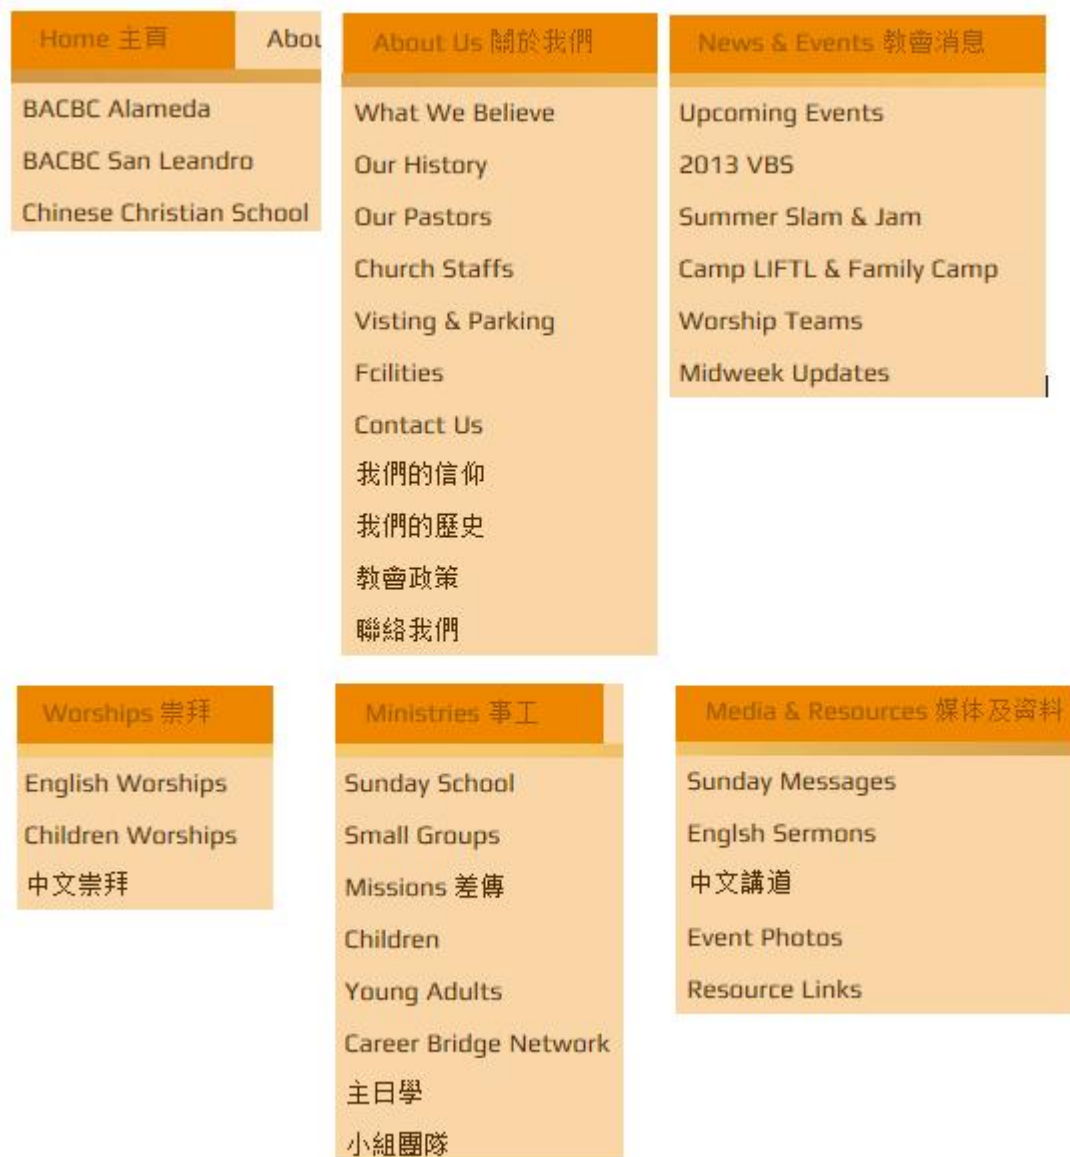 Home 主頁
Abou
BACBC Alameda
BACBC San Leandro
Chinese Christian School
About Us 關於我們
What We Believe
Our History
Our Pastors
Church Staffs
Visting & Parking
Fcilities
Contact Us
我們的信仰
我們的歷史
教會政策
聯絡我們
News & Events 教會消息
Upcoming Events
2013 VBS
Summer Slam & Jam
Camp LIFTL & Family Camp
Worship Teams
Midweek Updates
Worships 崇拜
English Worships
Children Worships
中文崇拜
Ministries 事工
Sunday School
Small Groups
Missions 差傳
Children
Young Adults
Career Bridge Network
主日學
小組團隊
Media & Resources 媒体及資料
Sunday Messages
Englsh Sermons
中文講道
Event Photos
Resource Links